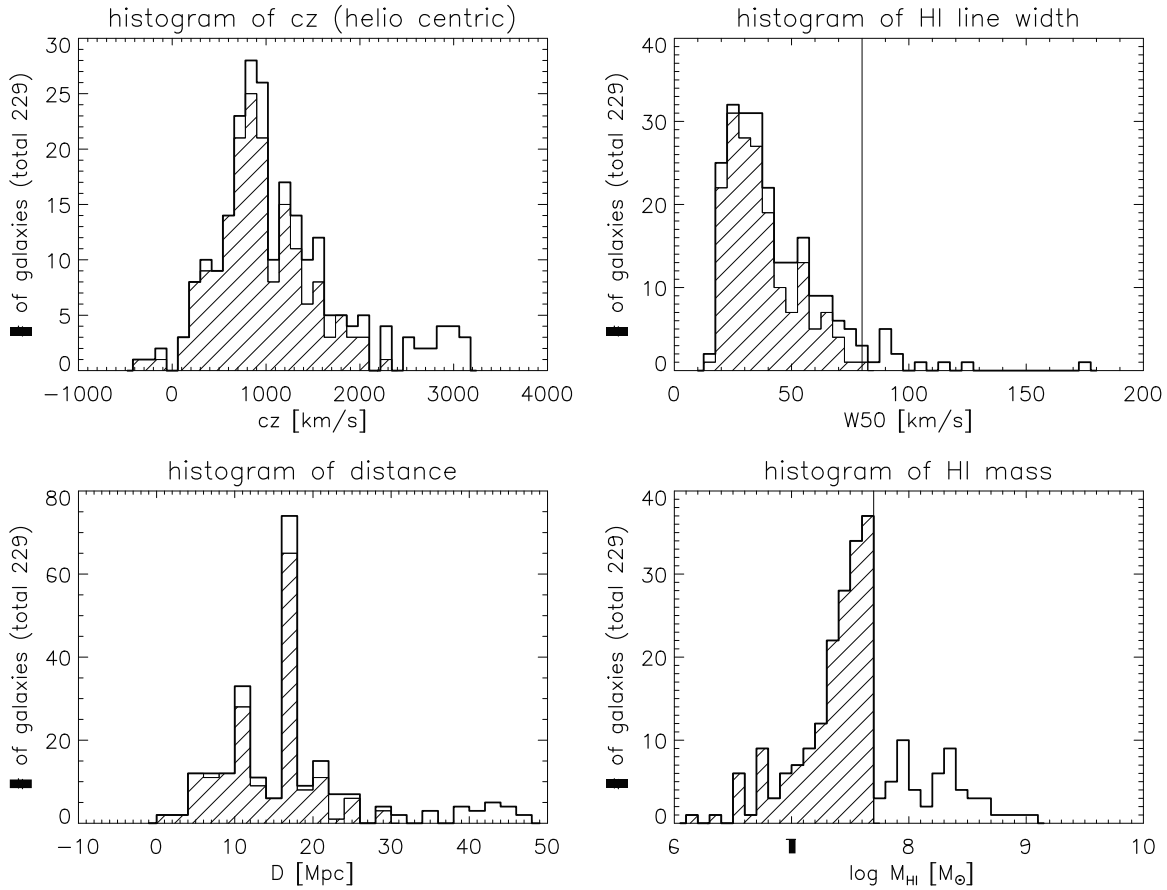 histogram of cz (helio centric)
# of galaxies (total 229)
30
25
20
15
10
5
0
−1000 0 1000 2000 3000 4000
cz [km/s]
histogram of HI line width
# of galaxies (total 229)
40
30
20
10
0
0 50 100 150 200
W50 [km/s]
histogram of distance
# of galaxies (total 229)
80
60
40
20
0
−10 0 10 20 30 40 50
D [Mpc]
histogram of HI mass
# of galaxies (total 229)
40
30
20
10
0
6 7 8 9 10
log M_HI [M_⊙]